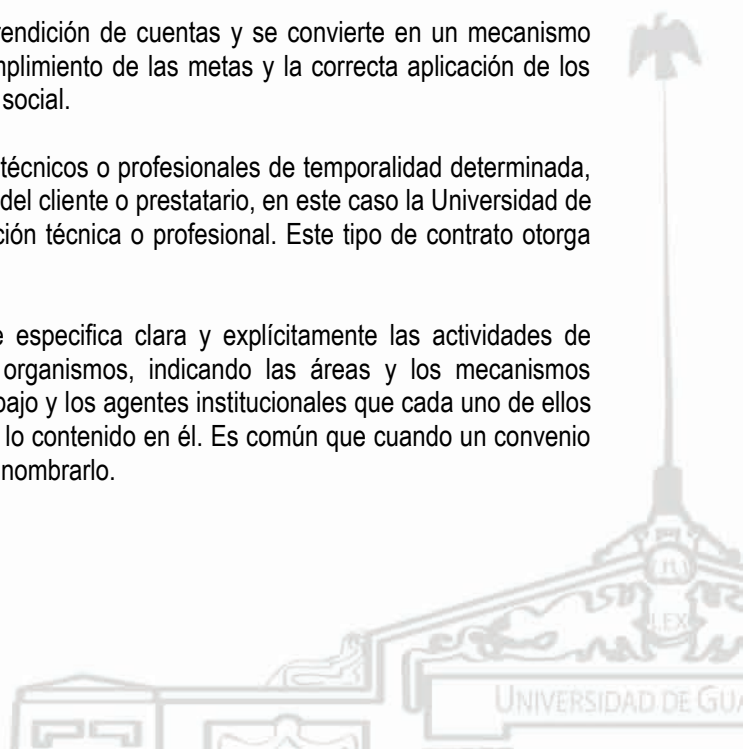 rendición de cuentas y se convierte en un mecanismo
mplimiento de las metas y la correcta aplicación de los
social.
técnicos o profesionales de temporalidad determinada,
del cliente o prestatario, en este caso la Universidad de
ción técnica o profesional. Este tipo de contrato otorga
e especifica clara y explícitamente las actividades de
organismos, indicando las áreas y los mecanismos
bajo y los agentes institucionales que cada uno de ellos
lo contenido en él. Es común que cuando un convenio
nombrarlo.
LEX
UNIVERSIDAD DE GUA